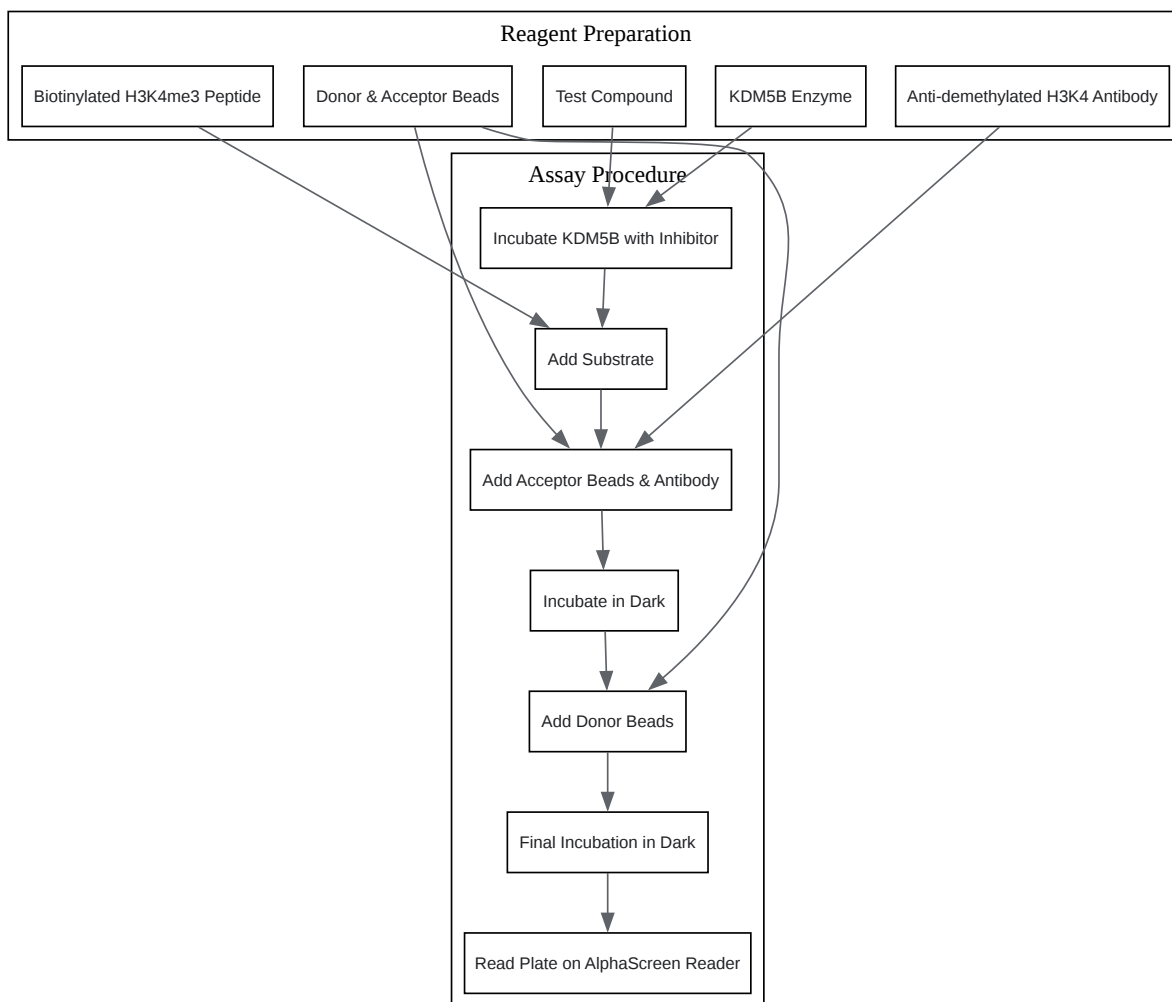 Reagent Preparation
Biotinylated H3K4me3 Peptide
Donor & Acceptor Beads
Test Compound
KDM5B Enzyme
Anti-demethylated H3K4 Antibody
Assay Procedure
Incubate KDM5B with Inhibitor
Add Substrate
Add Acceptor Beads & Antibody
Incubate in Dark
Add Donor Beads
Final Incubation in Dark
Read Plate on AlphaScreen Reader